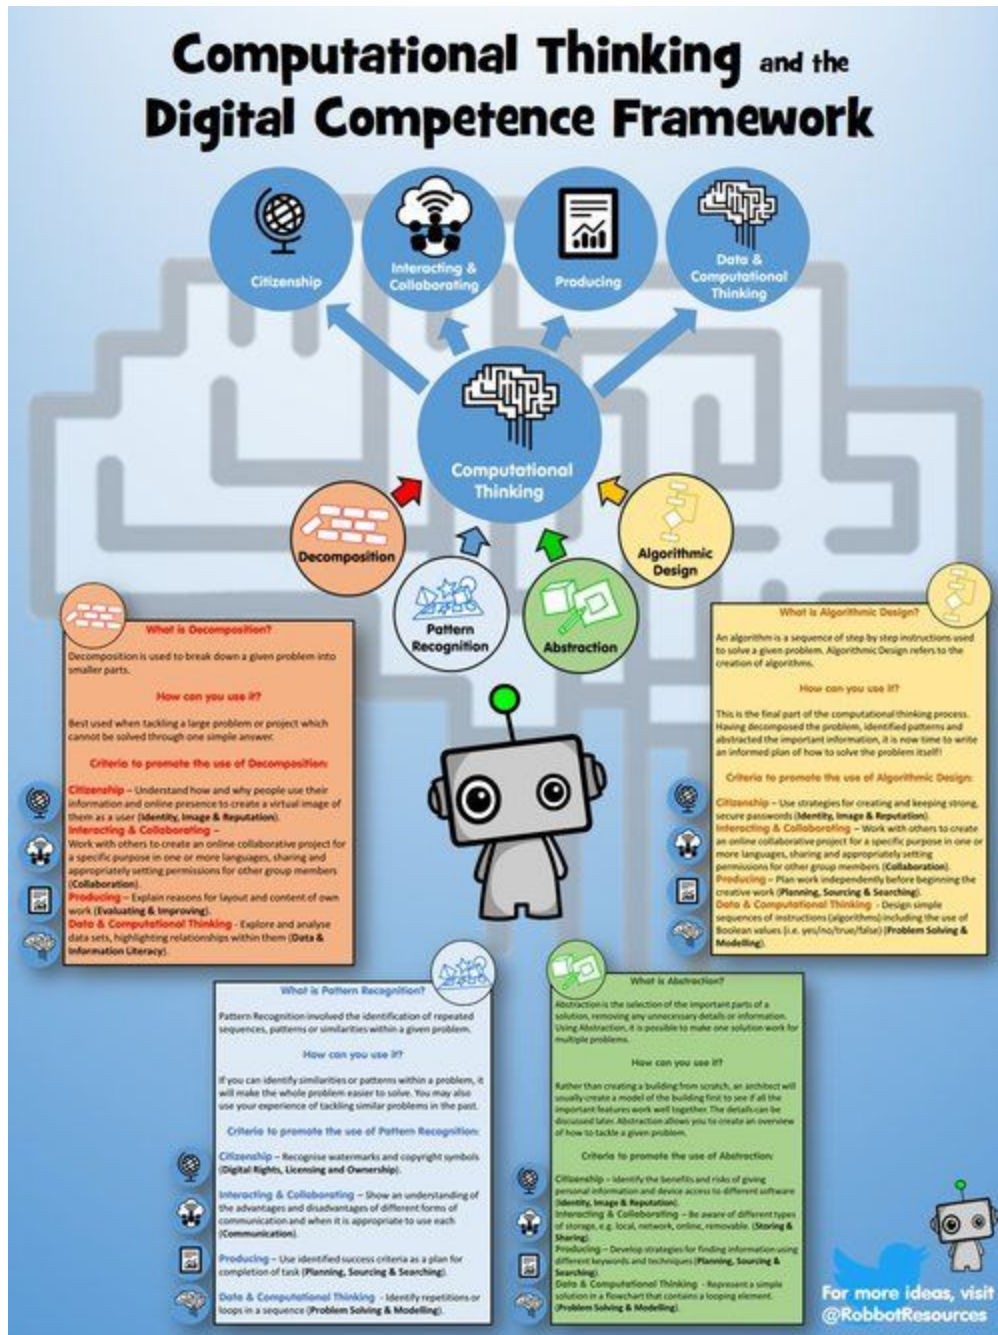 Computational Thinking and the
Digital Competence Framework
Citizenship
Interacting &
Collaborating
Producing
Data &
Computational
Thinking
Computational
Thinking
Decomposition
Pattern
Recognition
Abstraction
Algorithmic
Design
What is Decomposition?
Decomposition is used to break down a given problem into
smaller parts.
How can you use it?
Best used when tackling a large problem or project which
cannot be solved through one simple answer.
Criteria to promote the use of Decomposition:
Citizenship – Understand how and why people use their
information and online presence to create a virtual image of
them as a user (Identity, Image & Reputation).
Interacting & Collaborating –
Work with others to create an online collaborative project for
a specific purpose in one or more languages, sharing and
appropriately setting permissions for other group members
(Collaboration).
Producing – Explain reasons for layout and content of own
work (Evaluating & Improving).
Data & Computational Thinking - Explore and analyse
data sets, highlighting relationships within them (Data &
Information Literacy).
What is Algorithmic Design?
An algorithm is a sequence of step by step instructions used
to solve a given problem. Algorithmic Design refers to the
creation of algorithms.
How can you use it?
This is the final part of the computational thinking process.
Having decomposed the problem, identified patterns and
abstracted the important information, it is now time to write
an informed plan of how to solve the problem itself!
Criteria to promote the use of Algorithmic Design:
Citizenship – Use strategies for creating and keeping strong,
secure passwords (Identity, Image & Reputation).
Interacting & Collaborating – Work with others to create
an online collaborative project for a specific purpose in one or
more languages, sharing and appropriately setting
permissions for other group members (Collaboration).
Producing – Plan work independently before beginning the
creative work (Planning, Sourcing & Searching).
Data & Computational Thinking - Design simple
sequences of instructions (algorithms) including the use of
Boolean values (i.e. yes/no/true/false) (Problem Solving &
Modelling).
What is Pattern Recognition?
Pattern Recognition involved the identification of repeated
sequences, patterns or similarities within a given problem.
How can you use it?
If you can identify similarities or patterns within a problem, it
will make the whole problem easier to solve. You may also
use your experience of tackling similar problems in the past.
Criteria to promote the use of Pattern Recognition:
Citizenship – Recognise watermarks and copyright symbols
(Digital Rights, Licensing and Ownership).
Interacting & Collaborating – Show an understanding of
the advantages and disadvantages of different forms of
communication and when it is appropriate to use each
(Communication).
Producing – Use identified success criteria as a plan for
completion of task (Planning, Sourcing & Searching).
Data & Computational Thinking - Identify repetitions or
loops in a sequence (Problem Solving & Modelling).
What is Abstraction?
Abstraction is the selection of the important parts of a
solution, removing any unnecessary details or information.
Using Abstraction, it is possible to make one solution work for
multiple problems.
How can you use it?
Rather than creating a building from scratch, an architect will
usually create a model of the building first to see if all the
important features work well together. The details can be
discussed later. Abstraction allows you to create an overview
of how to tackle a given problem.
Criteria to promote the use of Abstraction:
Citizenship – Identify the benefits and risks of giving
personal information and device access to different software
(Identity, Image & Reputation).
Interacting & Collaborating – Be aware of different types
of storage, e.g. local, network, online, removable. (Storing &
Sharing).
Producing – Develop strategies for finding information using
different keywords and techniques (Planning, Sourcing &
Searching).
Data & Computational Thinking - Represent a simple
solution in a flowchart that contains a looping element.
(Problem Solving & Modelling).
For more ideas, visit
@RobbotResources